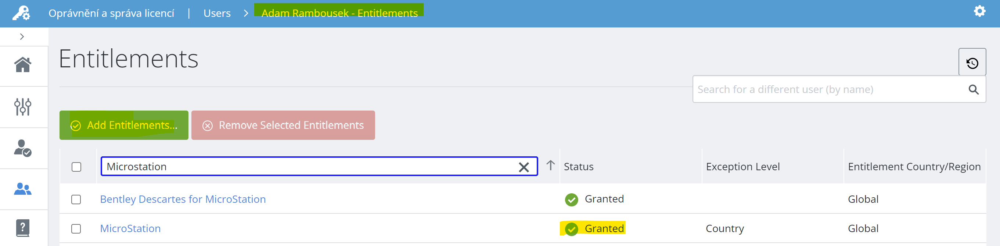 Oprávnění a správa licencí | Users > Adam Rambousek - Entitlements
Entitlements
Search for a different user (by name)
Add Entitlements... Remove Selected Entitlements
Microstation Status Exception Level Entitlement Country/Region
Bentley Descartes for MicroStation Granted Global
MicroStation Granted Country Global